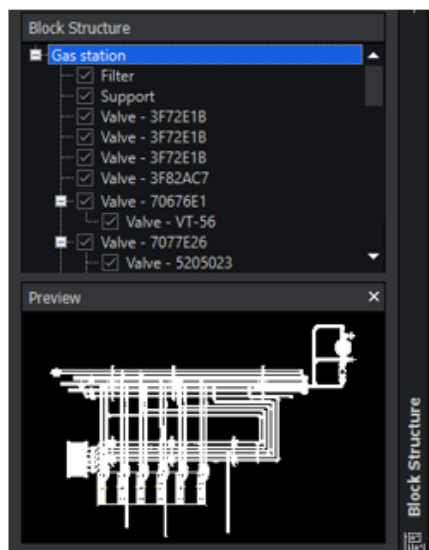 Block Structure
Gas station
Filter
Support
Valve - 3F72E1B
Valve - 3F72E1B
Valve - 3F72E1B
Valve - 3F82AC7
Valve - 70676E1
Valve - VT-56
Valve - 7077E26
Valve - 5205023
Preview
Block Structure